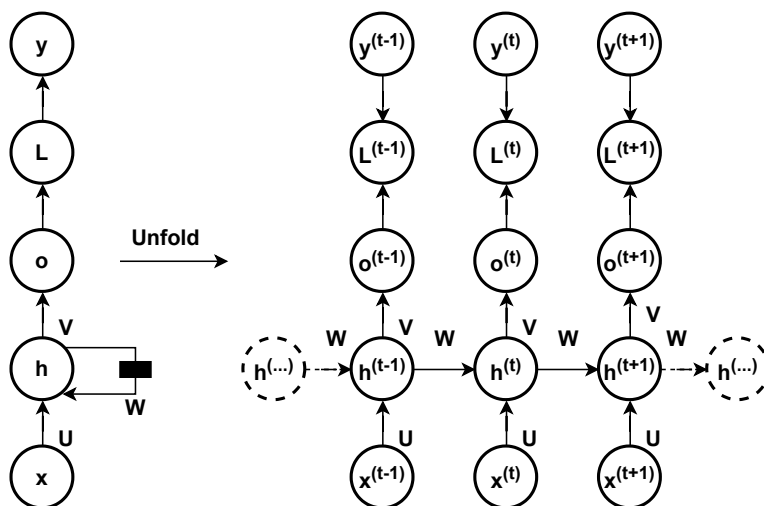 y y^(t-1) y^(t) y^(t+1)
L L^(t-1) L^(t) L^(t+1)
Unfold
o o^(t-1) o^(t) o^(t+1)
V V V V
W W W W
h h^(...) h^(t-1) h^(t) h^(t+1) h^(...)
W
U U U U
x x^(t-1) x^(t) x^(t+1)